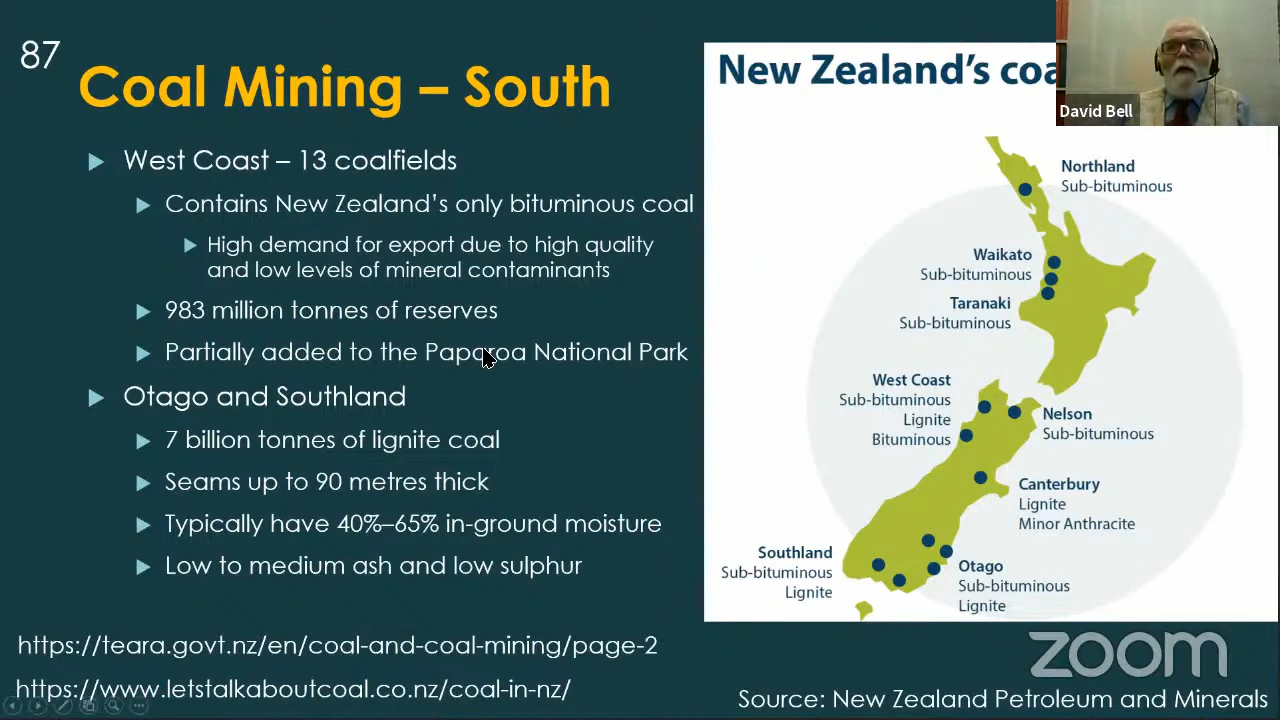 87
Coal Mining – South
West Coast – 13 coalfields
Contains New Zealand's only bituminous coal
High demand for export due to high quality
and low levels of mineral contaminants
983 million tonnes of reserves
Partially added to the Paparoa National Park
Otago and Southland
7 billion tonnes of lignite coal
Seams up to 90 metres thick
Typically have 40%–65% in-ground moisture
Low to medium ash and low sulphur
https://teara.govt.nz/en/coal-and-coal-mining/page-2
https://www.letstalkaboutcoal.co.nz/coal-in-nz/
New Zealand's coa
David Bell
Northland
Sub-bituminous
Waikato
Sub-bituminous
Taranaki
Sub-bituminous
West Coast
Sub-bituminous
Lignite
Bituminous
Nelson
Sub-bituminous
Canterbury
Lignite
Minor Anthracite
Southland
Sub-bituminous
Lignite
Otago
Sub-bituminous
Lignite
zoom
Source: New Zealand Petroleum and Minerals